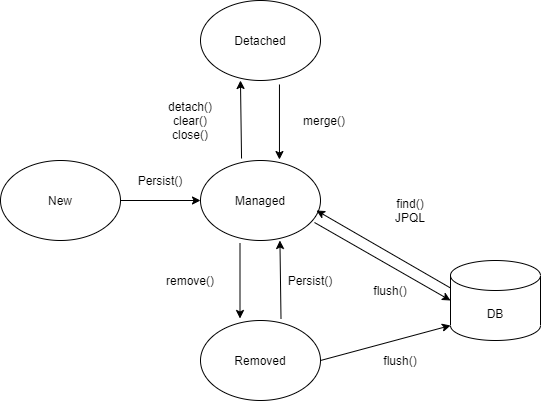 Detached
detach()
clear()
close()
merge()
Persist()
New
Managed
find()
JPQL
remove()
Persist()
flush()
DB
Removed
flush()